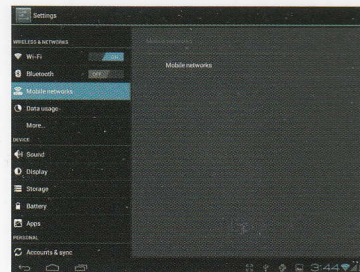 Settings
WIRELESS & NETWORKS
Wi-Fi ON
Bluetooth OFF
Mobile networks
Data usage
More...
DEVICE
Sound
Display
Storage
Battery
Apps
PERSONAL
Accounts & sync
Mobile networks
Mobile networks
3:44